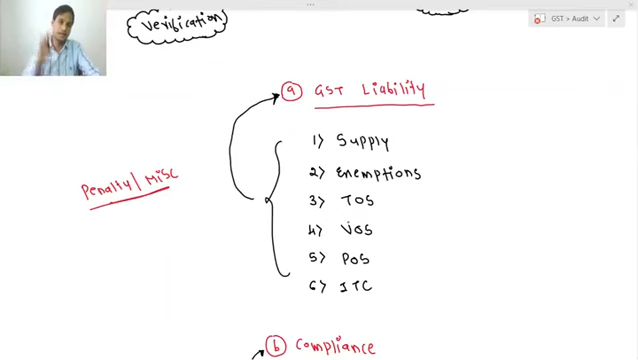 Verification
GST > Audit
a GST Liability
1) Supply
2) Exemptions
3) TOS
4) VOS
5) POS
6) ITC
Penalty/ MISC
b Compliance